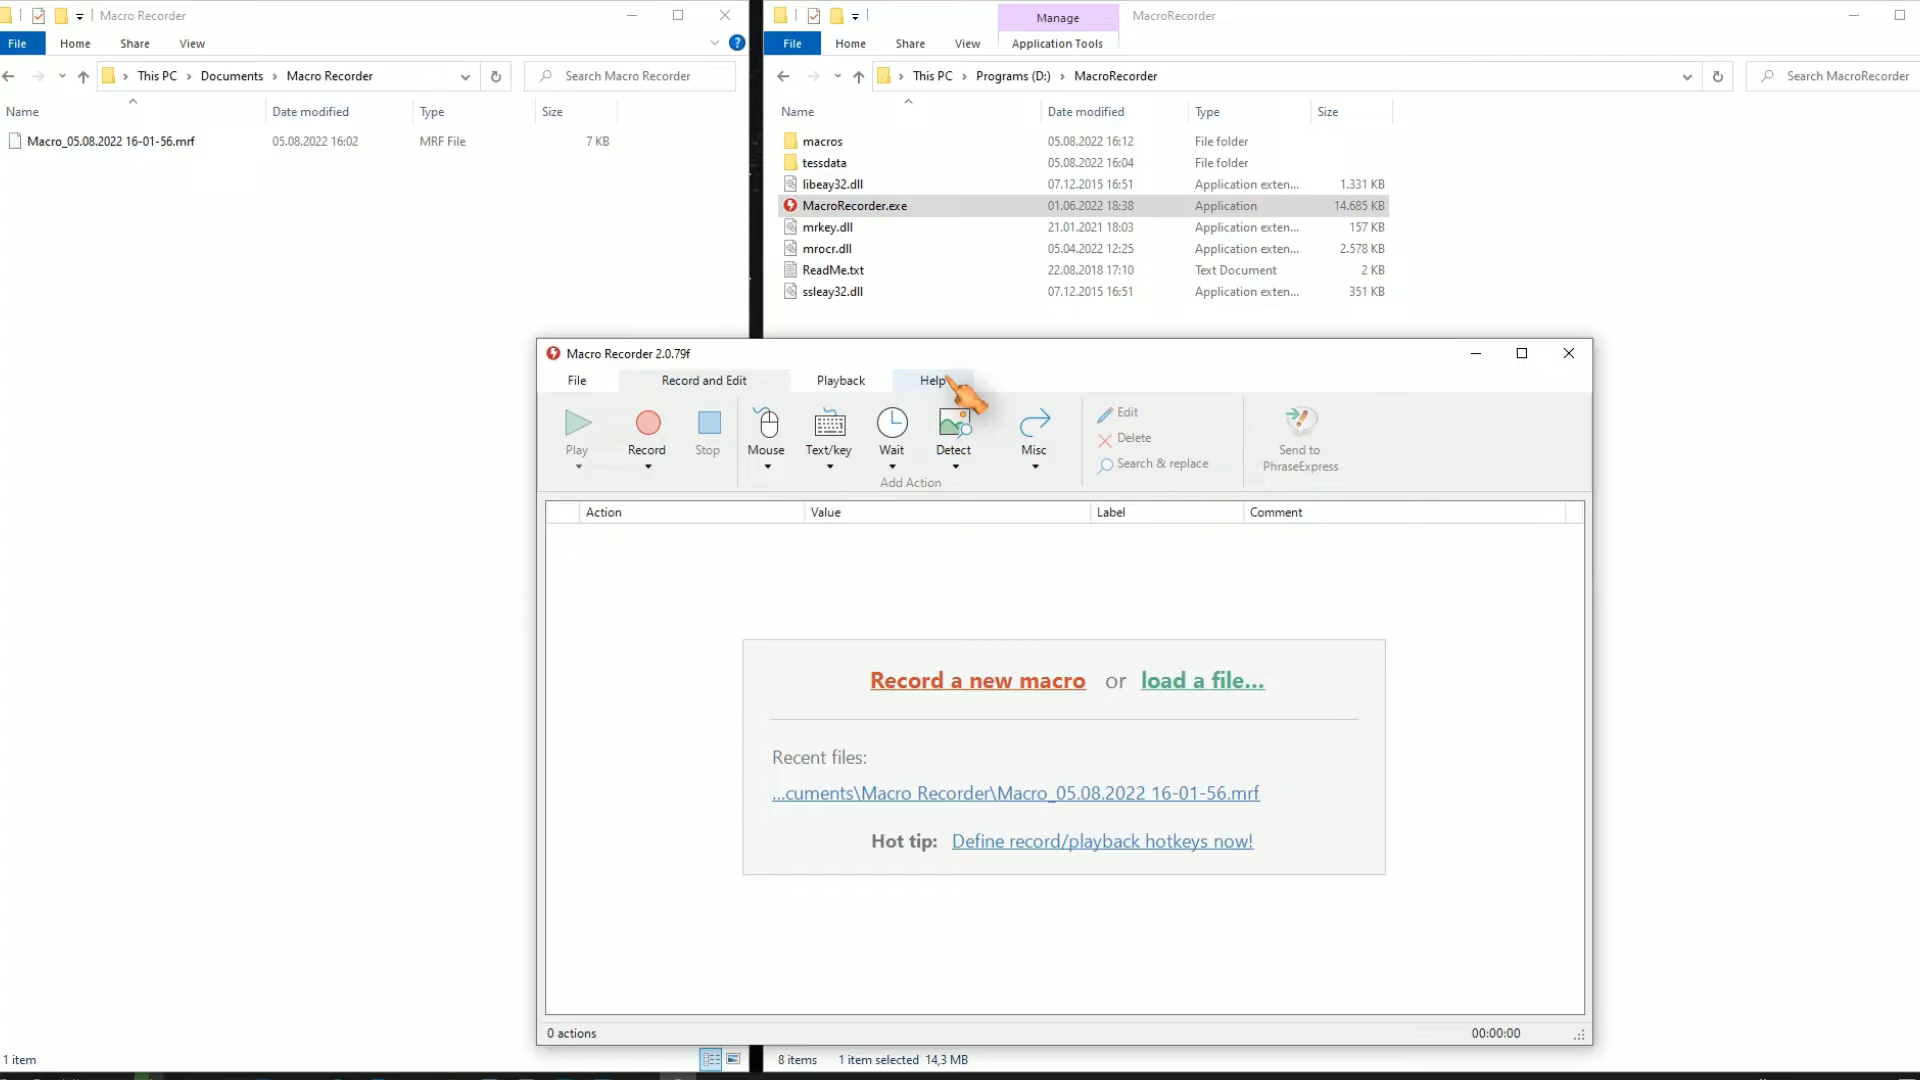 Macro Recorder
File Home Share View
This PC Documents Macro Recorder
Search Macro Recorder
Name Date modified Type Size
Macro_05.08.2022 16-01-56.mrf 05.08.2022 16:02 MRF File 7 KB
1 item
Manage MacroRecorder
File Home Share View Application Tools
This PC Programs (D:) MacroRecorder
Search MacroRecorder
Name Date modified Type Size
macros 05.08.2022 16:12 File folder
tessdata 05.08.2022 16:04 File folder
libeay32.dll 07.12.2015 16:51 Application exten... 1.331 KB
MacroRecorder.exe 01.06.2022 18:38 Application 14.685 KB
mrkey.dll 21.01.2021 18:03 Application exten... 157 KB
mrocr.dll 05.04.2022 12:25 Application exten... 2.578 KB
ReadMe.txt 22.08.2018 17:10 Text Document 2 KB
ssleay32.dll 07.12.2015 16:51 Application exten... 351 KB
8 items 1 item selected 14,3 MB
Macro Recorder 2.0.79f
File Record and Edit Playback Help
Play Record Stop Mouse Text/key Wait Detect Misc
Add Action
Edit
Delete
Search & replace
Send to
PhraseExpress
Action Value Label Comment
Record a new macro or load a file...
Recent files:
...cuments\Macro Recorder\Macro_05.08.2022 16-01-56.mrf
Hot tip: Define record/playback hotkeys now!
0 actions 00:00:00